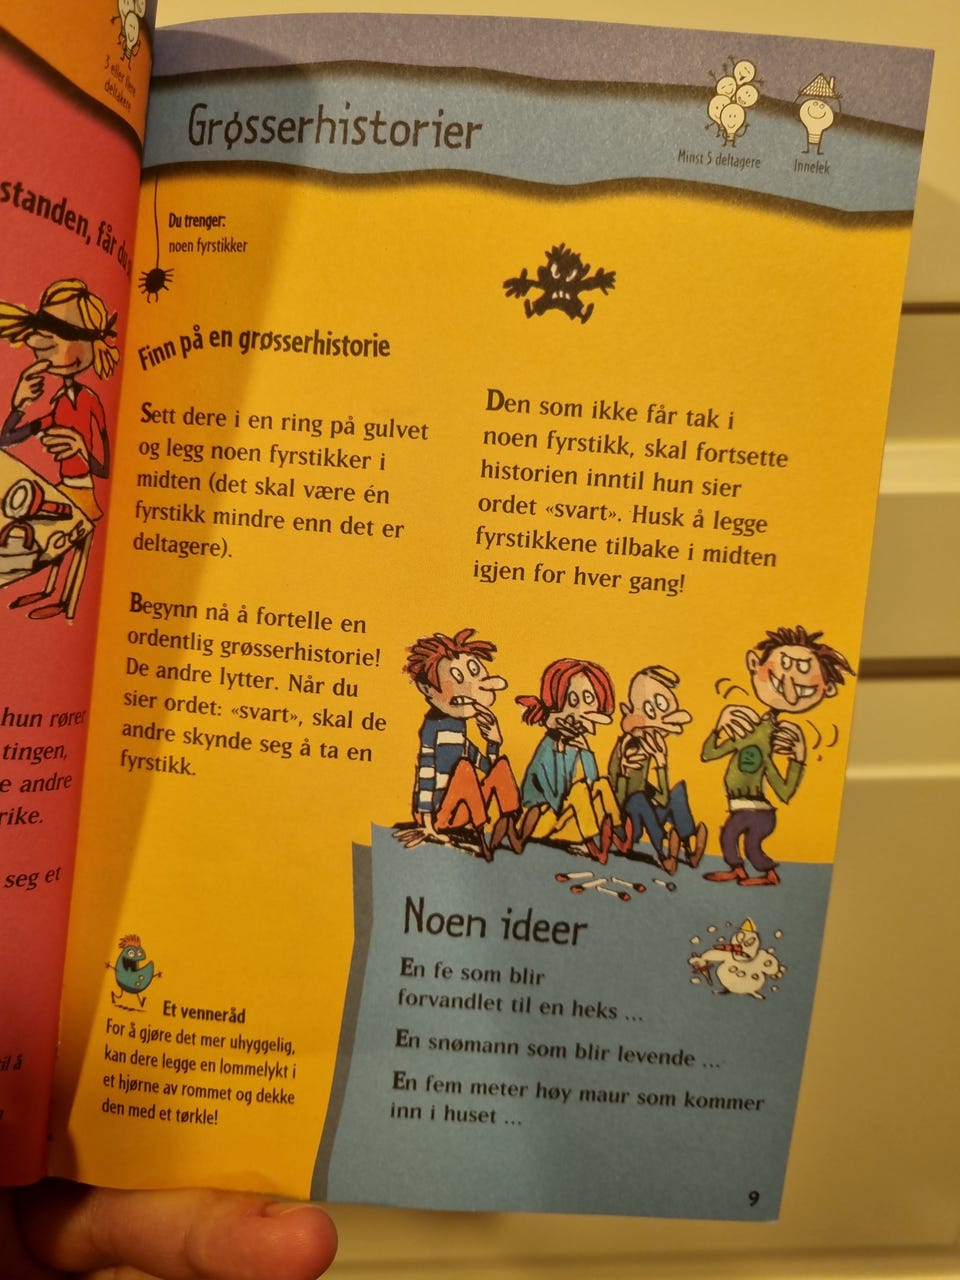 3 eller flere
deltakere
standen, får du
hun rører
tingen,
e andre
rike.
seg et
Grøsserhistorier
Minst 5 deltagere
Innelek
Du trenger:
noen fyrstikker
Finn på en grøsserhistorie
Sett dere i en ring på gulvet
og legg noen fyrstikker i
midten (det skal være én
fyrstikk mindre enn det er
deltagere).
Begynn nå å fortelle en
ordentlig grøsserhistorie!
De andre lytter. Når du
sier ordet: «svart», skal de
andre skynde seg å ta en
fyrstikk.
Den som ikke får tak i
noen fyrstikk, skal fortsette
historien inntil hun sier
ordet «svart». Husk å legge
fyrstikkene tilbake i midten
igjen for hver gang!
Et venneråd
For å gjøre det mer uhyggelig,
kan dere legge en lommelykt i
et hjørne av rommet og dekke
den med et tørkle!
Noen ideer
En fe som blir
forvandlet til en heks ...
En snømann som blir levende ...
En fem meter høy maur som kommer
inn i huset ...
9